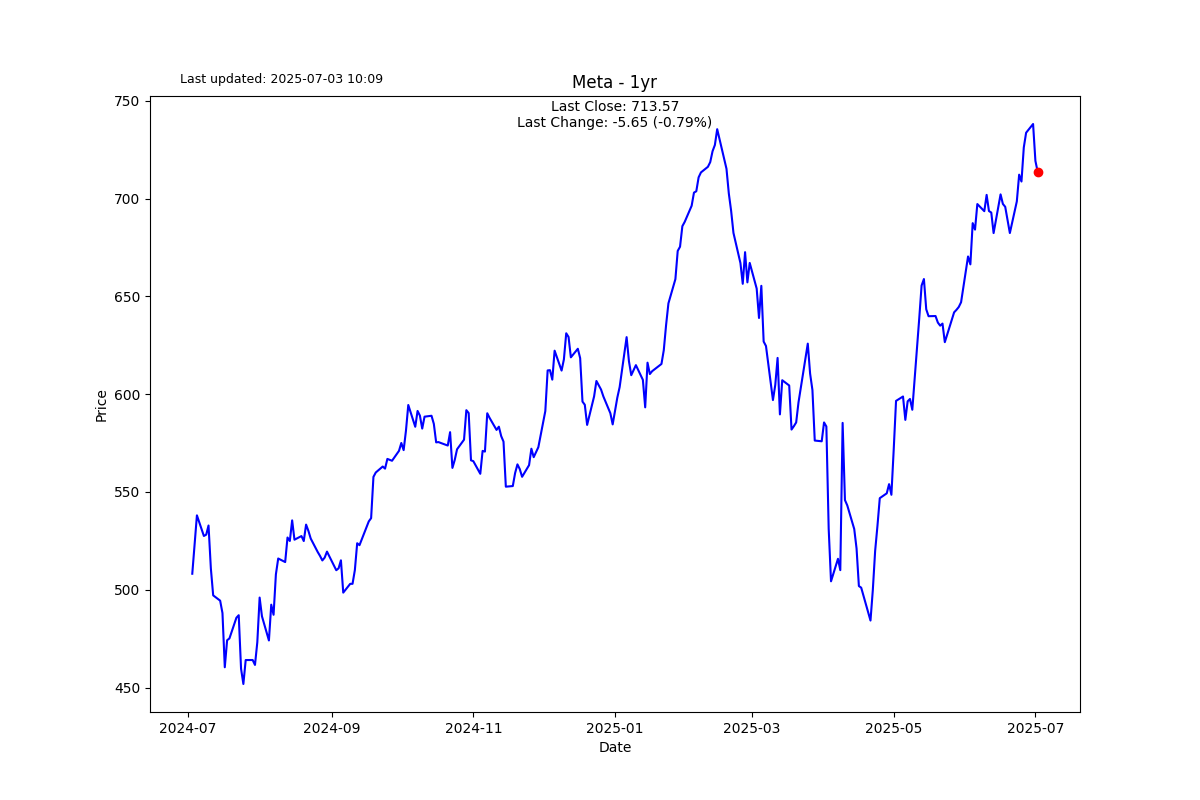 Last updated: 2025-07-03 10:09
Meta - 1yr
Last Close: 713.57
Last Change: -5.65 (-0.79%)
Price
750
700
650
600
550
500
450
2024-07
2024-09
2024-11
2025-01
2025-03
2025-05
2025-07
Date